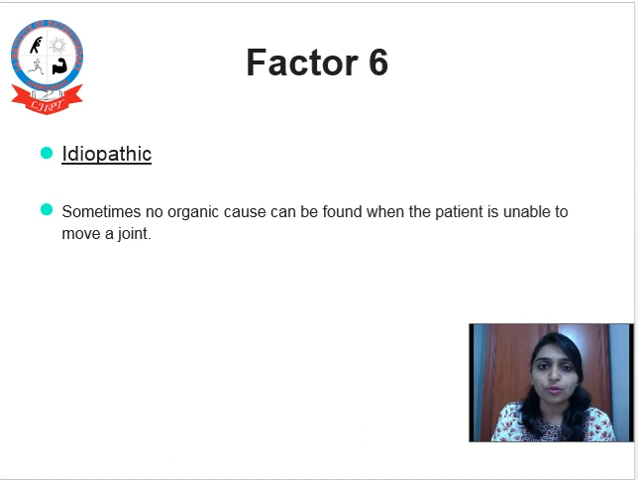 Factor 6
Idiopathic
Sometimes no organic cause can be found when the patient is unable to
move a joint.